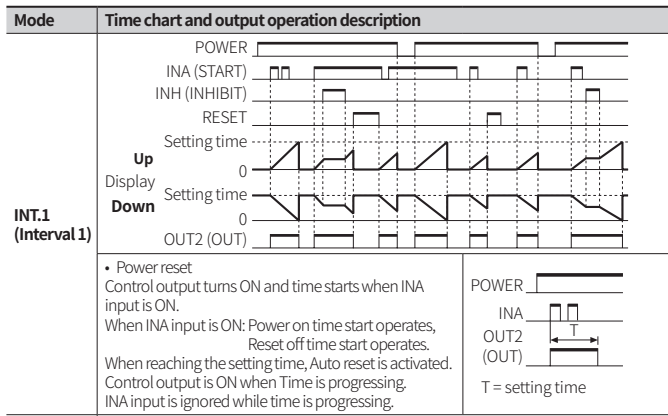 Mode Time chart and output operation description
INT.1
(Interval 1)
POWER
INA (START)
INH (INHIBIT)
RESET
Setting time
Up
0
Display
Setting time
Down
0
OUT2 (OUT)
• Power reset
Control output turns ON and time starts when INA
input is ON.
When INA input is ON: Power on time start operates,
Reset off time start operates.
When reaching the setting time, Auto reset is activated.
Control output is ON when Time is progressing.
INA input is ignored while time is progressing.
POWER
INA
T
OUT2
(OUT)
T = setting time